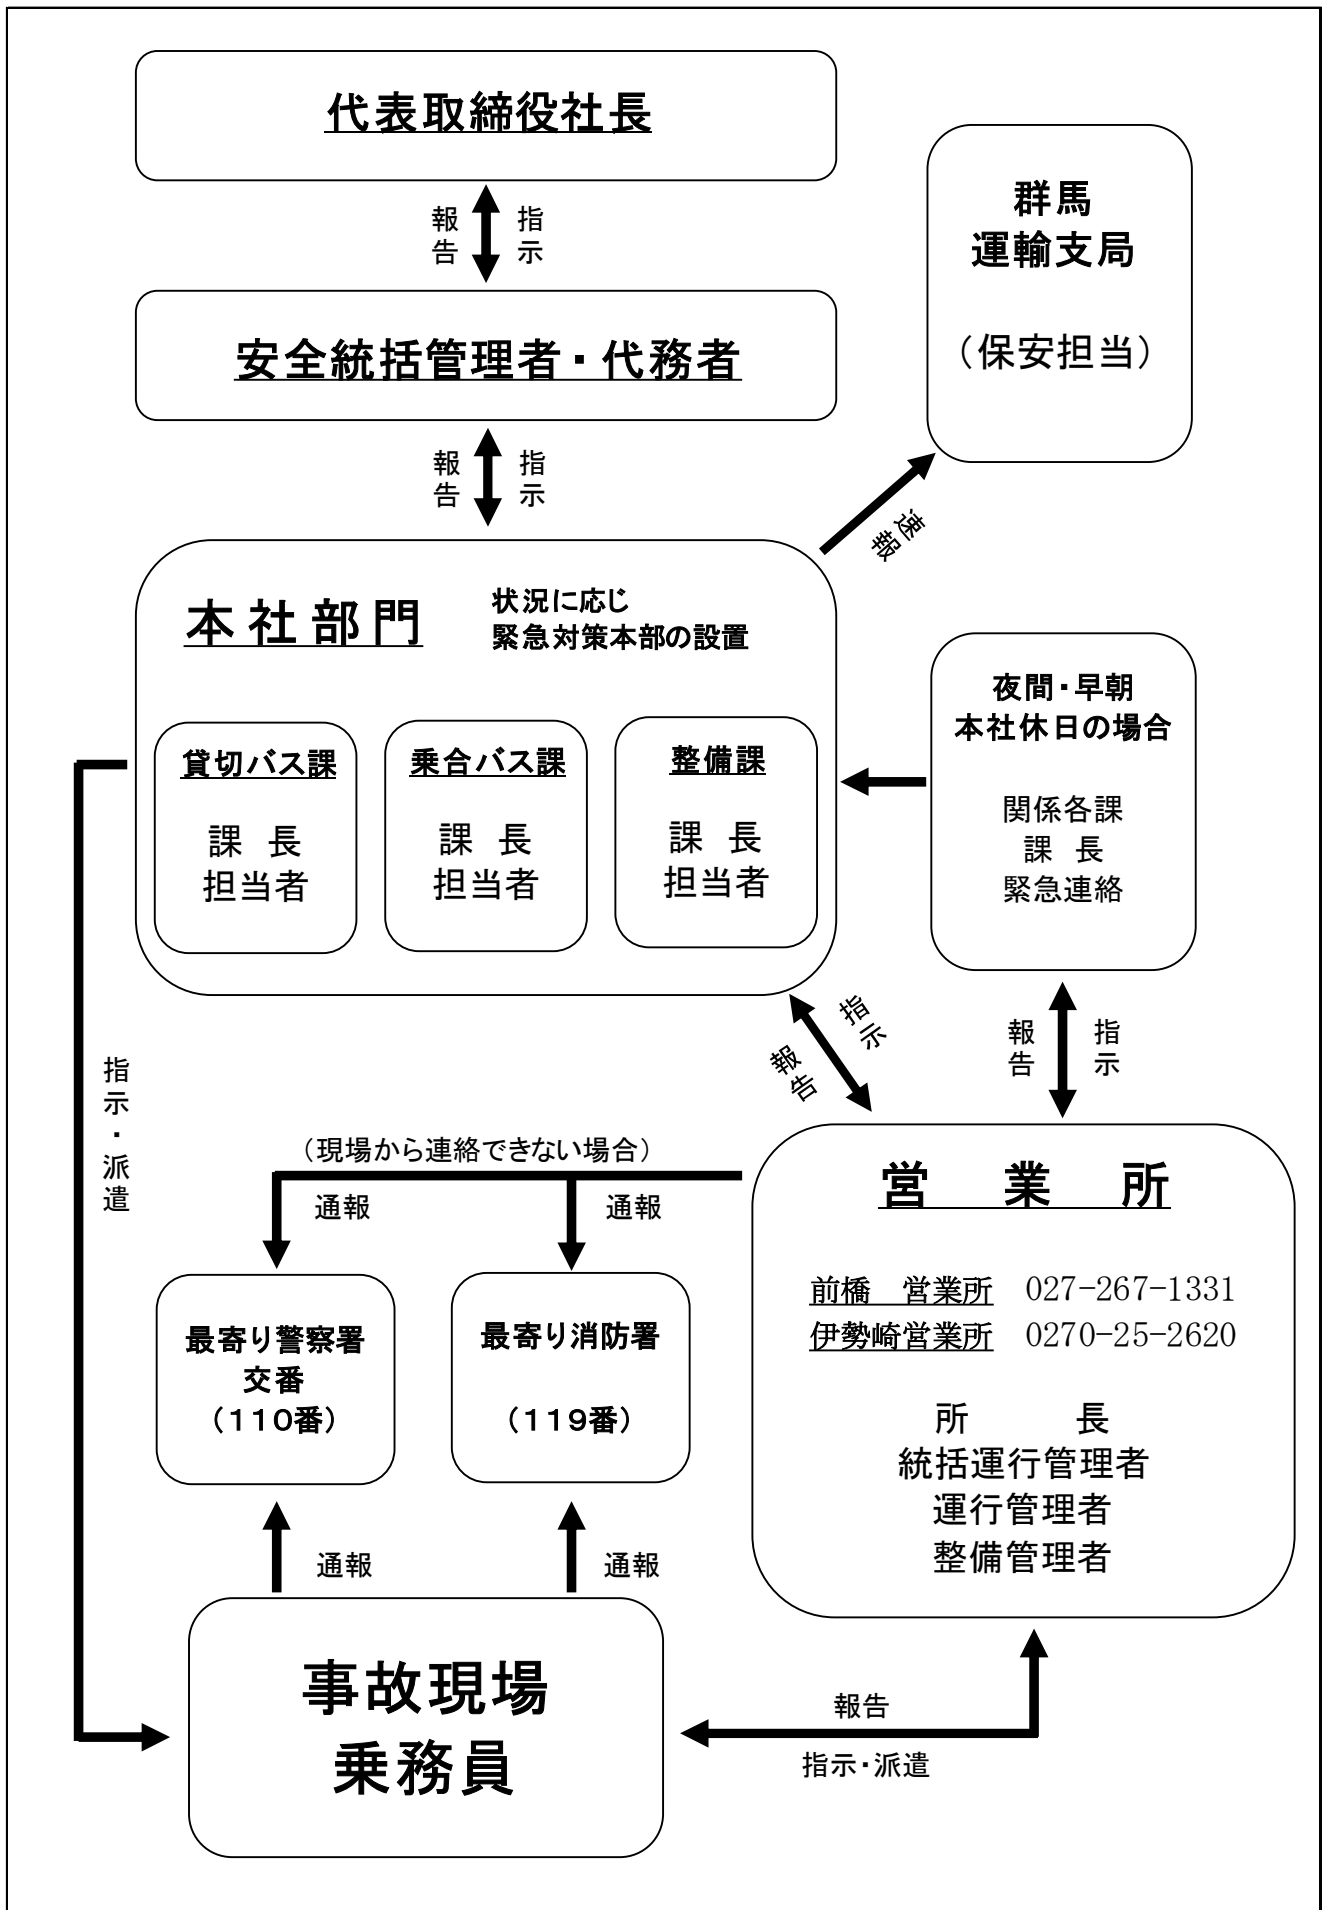 代表取締役社長
報告
指示
群馬
運輸支局
（保安担当）
安全統括管理者・代務者
報告
指示
速報
本社部門
状況に応じ
緊急対策本部の設置
貸切バス課
課　長
担当者
乗合バス課
課　長
担当者
整備課
課　長
担当者
夜間・早朝
本社休日の場合
関係各課
課　長
緊急連絡
指示
報告
報告
指示
指示・派遣
（現場から連絡できない場合）
通報
通報
営　業　所
前橋　営業所　027-267-1331
伊勢崎営業所　0270-25-2620
所　　　長
統括運行管理者
運行管理者
整備管理者
最寄り警察署
交番
（１１０番）
最寄り消防署
（１１９番）
通報
通報
事故現場
乗務員
報告
指示・派遣